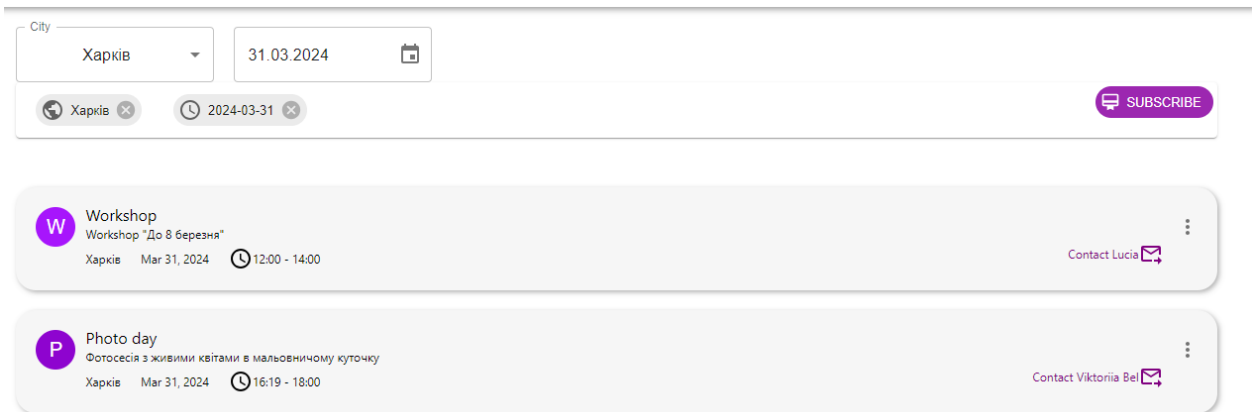 City
Харків
31.03.2024
Харків
2024-03-31
SUBSCRIBE
W
Workshop
Workshop "До 8 березня"
Харків Mar 31, 2024 12:00 - 14:00
Contact Lucia
P
Photo day
Фотосесія з живими квітами в мальовничому куточку
Харків Mar 31, 2024 16:19 - 18:00
Contact Viktoriia Bel